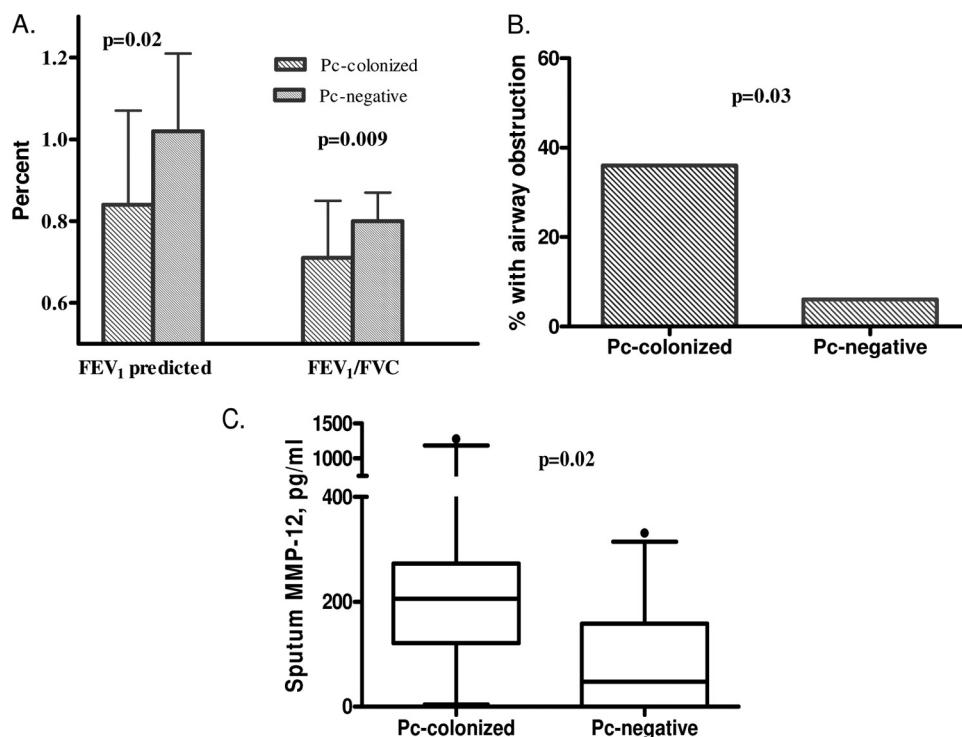 A.
p=0.02
1.2
1.0
0.8
0.6
Percent
Pc-colonized
Pc-negative
p=0.009
FEV₁ predicted
FEV₁/FVC
B.
60
40
20
0
% with airway obstruction
p=0.03
Pc-colonized
Pc-negative
C.
1500
1000
400
200
0
Sputum MMP-12, pg/ml
p=0.02
Pc-colonized
Pc-negative